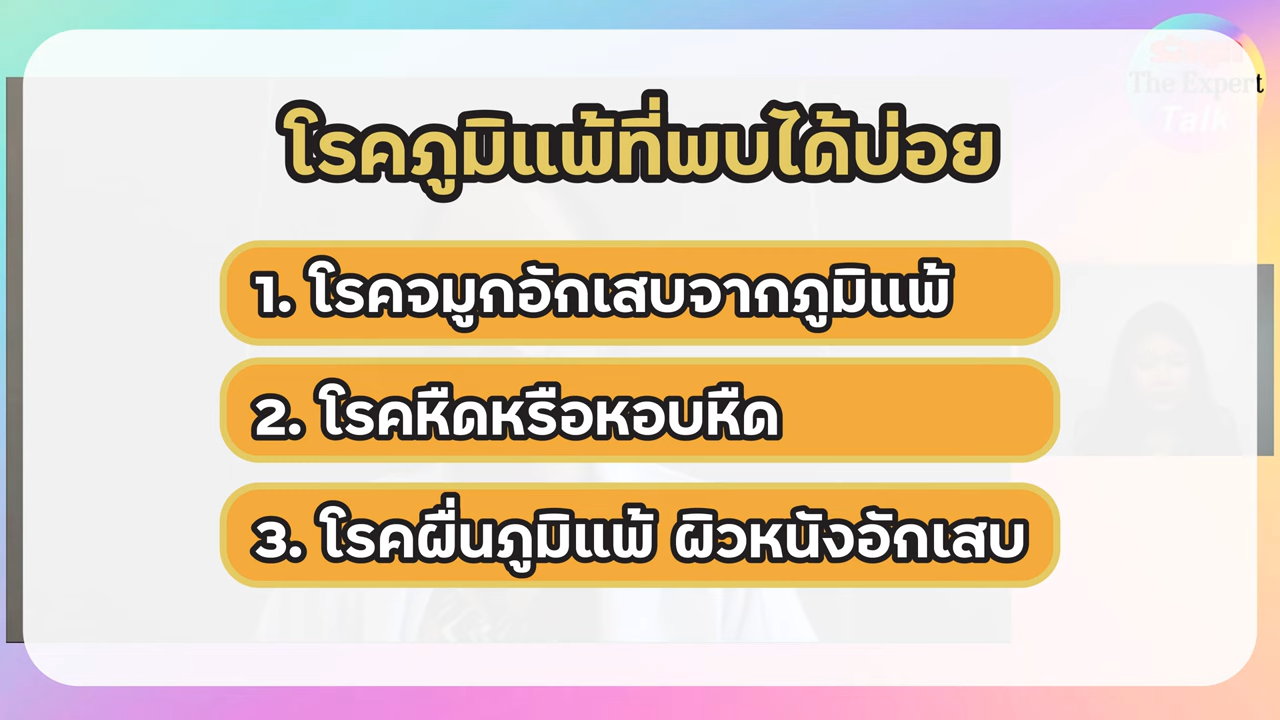 The Expert
Talk
โรคภูมิแพ้ที่พบได้บ่อย
1. โรคจมูกอักเสบจากภูมิแพ้
2. โรคหืดหรือหอบหืด
3. โรคผื่นภูมิแพ้ ผิวหนังอักเสบ